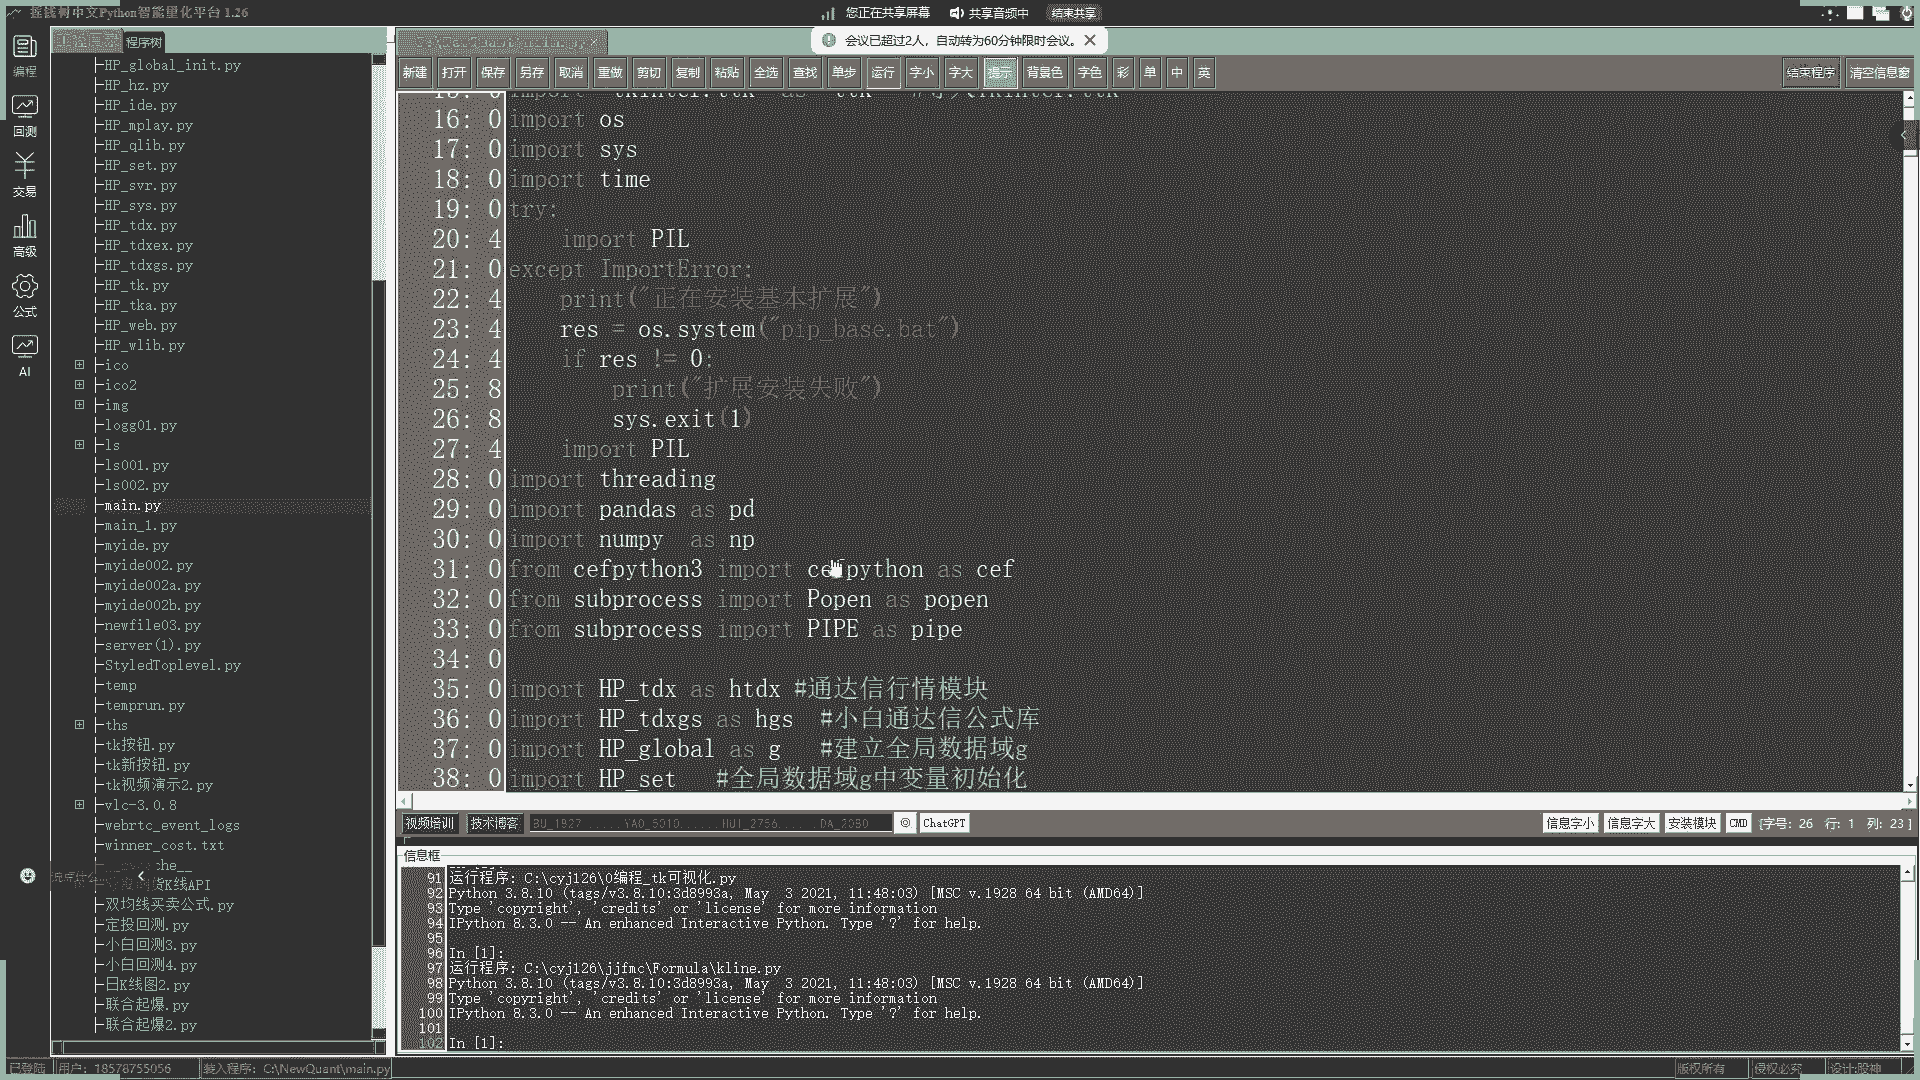 摇钱树中文Python智能量化平台 1.26
您正在共享屏幕 共享音频中 结束共享
会议已超过2人，自动转为60分钟限时会议。
程序树
新建 打开 保存 另存 取消 重做 剪切 复制 粘贴 全选 查找 单步 运行 字小 字大 提示 背景色 字色 彩 单 中 英 结束程序 清空信息窗
编程
回测
交易
高级
公式
AI
HP_global_init.py
HP_hz.py
HP_ide.py
HP_mplay.py
HP_qlib.py
HP_set.py
HP_svr.py
HP_sys.py
HP_tdx.py
HP_tdxex.py
HP_tdxgs.py
HP_tk.py
HP_tka.py
HP_web.py
HP_wlib.py
ico
ico2
img
logg01.py
ls
ls001.py
ls002.py
main.py
main_1.py
myide.py
myide002.py
myide002a.py
myide002b.py
newfile03.py
server(1).py
StyledToplevel.py
temp
temprun.py
ths
tk按钮.py
tk新按钮.py
tk视频演示2.py
vlc-3.0.8
webrtc_event_logs
winner_cost.txt
K线API
双均线买卖公式.py
定投回测.py
小白回测3.py
小白回测4.py
日K线图2.py
联合起爆.py
联合起爆2.py
16: 0 import os
17: 0 import sys
18: 0 import time
19: 0 try:
20: 4     import PIL
21: 0 except ImportError:
22: 4     print("正在安装基本扩展")
23: 4     res = os.system("pip_base.bat")
24: 4     if res != 0:
25: 8         print("扩展安装失败")
26: 8         sys.exit(1)
27: 4     import PIL
28: 0 import threading
29: 0 import pandas as pd
30: 0 import numpy  as np
31: 0 from cefpython3 import cefpython as cef
32: 0 from subprocess import Popen as popen
33: 0 from subprocess import PIPE as pipe
34: 0
35: 0 import HP_tdx as htdx #通达信行情模块
36: 0 import HP_tdxgs as hgs  #小白通达信公式库
37: 0 import HP_global as g   #建立全局数据域g
38: 0 import HP_set   #全局数据域g中变量初始化
视频培训 技术博客 ChatGPT 信息字小 信息字大 安装模块 CMD [字号: 26 行: 1 列: 23 ]
信息框
91 运行程序: C:\cyj126\0编程_tk可视化.py
92 Python 3.8.10 (tags/v3.8.10:3d8993a, May  3 2021, 11:48:03) [MSC v.1928 64 bit (AMD64)]
93 Type 'copyright', 'credits' or 'license' for more information
94 IPython 8.3.0 -- An enhanced Interactive Python. Type '?' for help.
95
96 In [1]:
97 运行程序: C:\cyj126\jjfmc\Formula\kline.py
98 Python 3.8.10 (tags/v3.8.10:3d8993a, May  3 2021, 11:48:03) [MSC v.1928 64 bit (AMD64)]
99 Type 'copyright', 'credits' or 'license' for more information
100 IPython 8.3.0 -- An enhanced Interactive Python. Type '?' for help.
101
102 In [1]:
已登陆 用户: 18578755056 装入程序: C:\NewQuant\main.py 版权所有 侵权必究 设计:股神